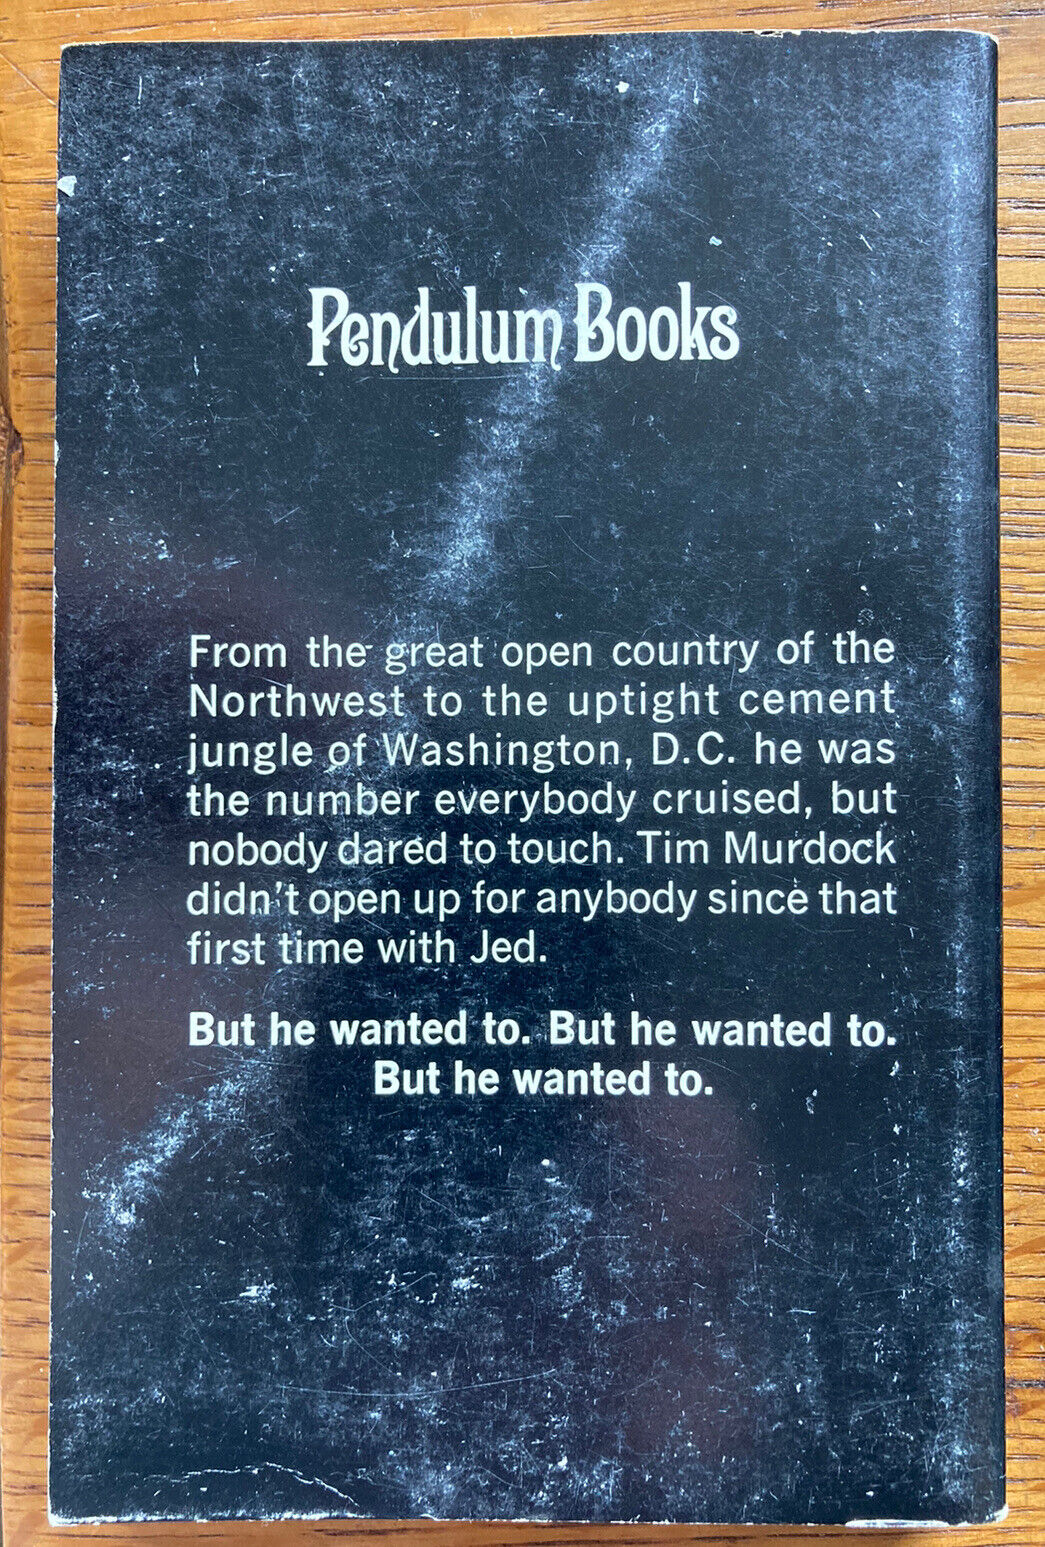 Pendulum Books
From the great open country of the
Northwest to the uptight cement
jungle of Washington, D.C. he was
the number everybody cruised, but
nobody dared to touch. Tim Murdock
didn't open up for anybody since that
first time with Jed.
But he wanted to. But he wanted to.
But he wanted to.